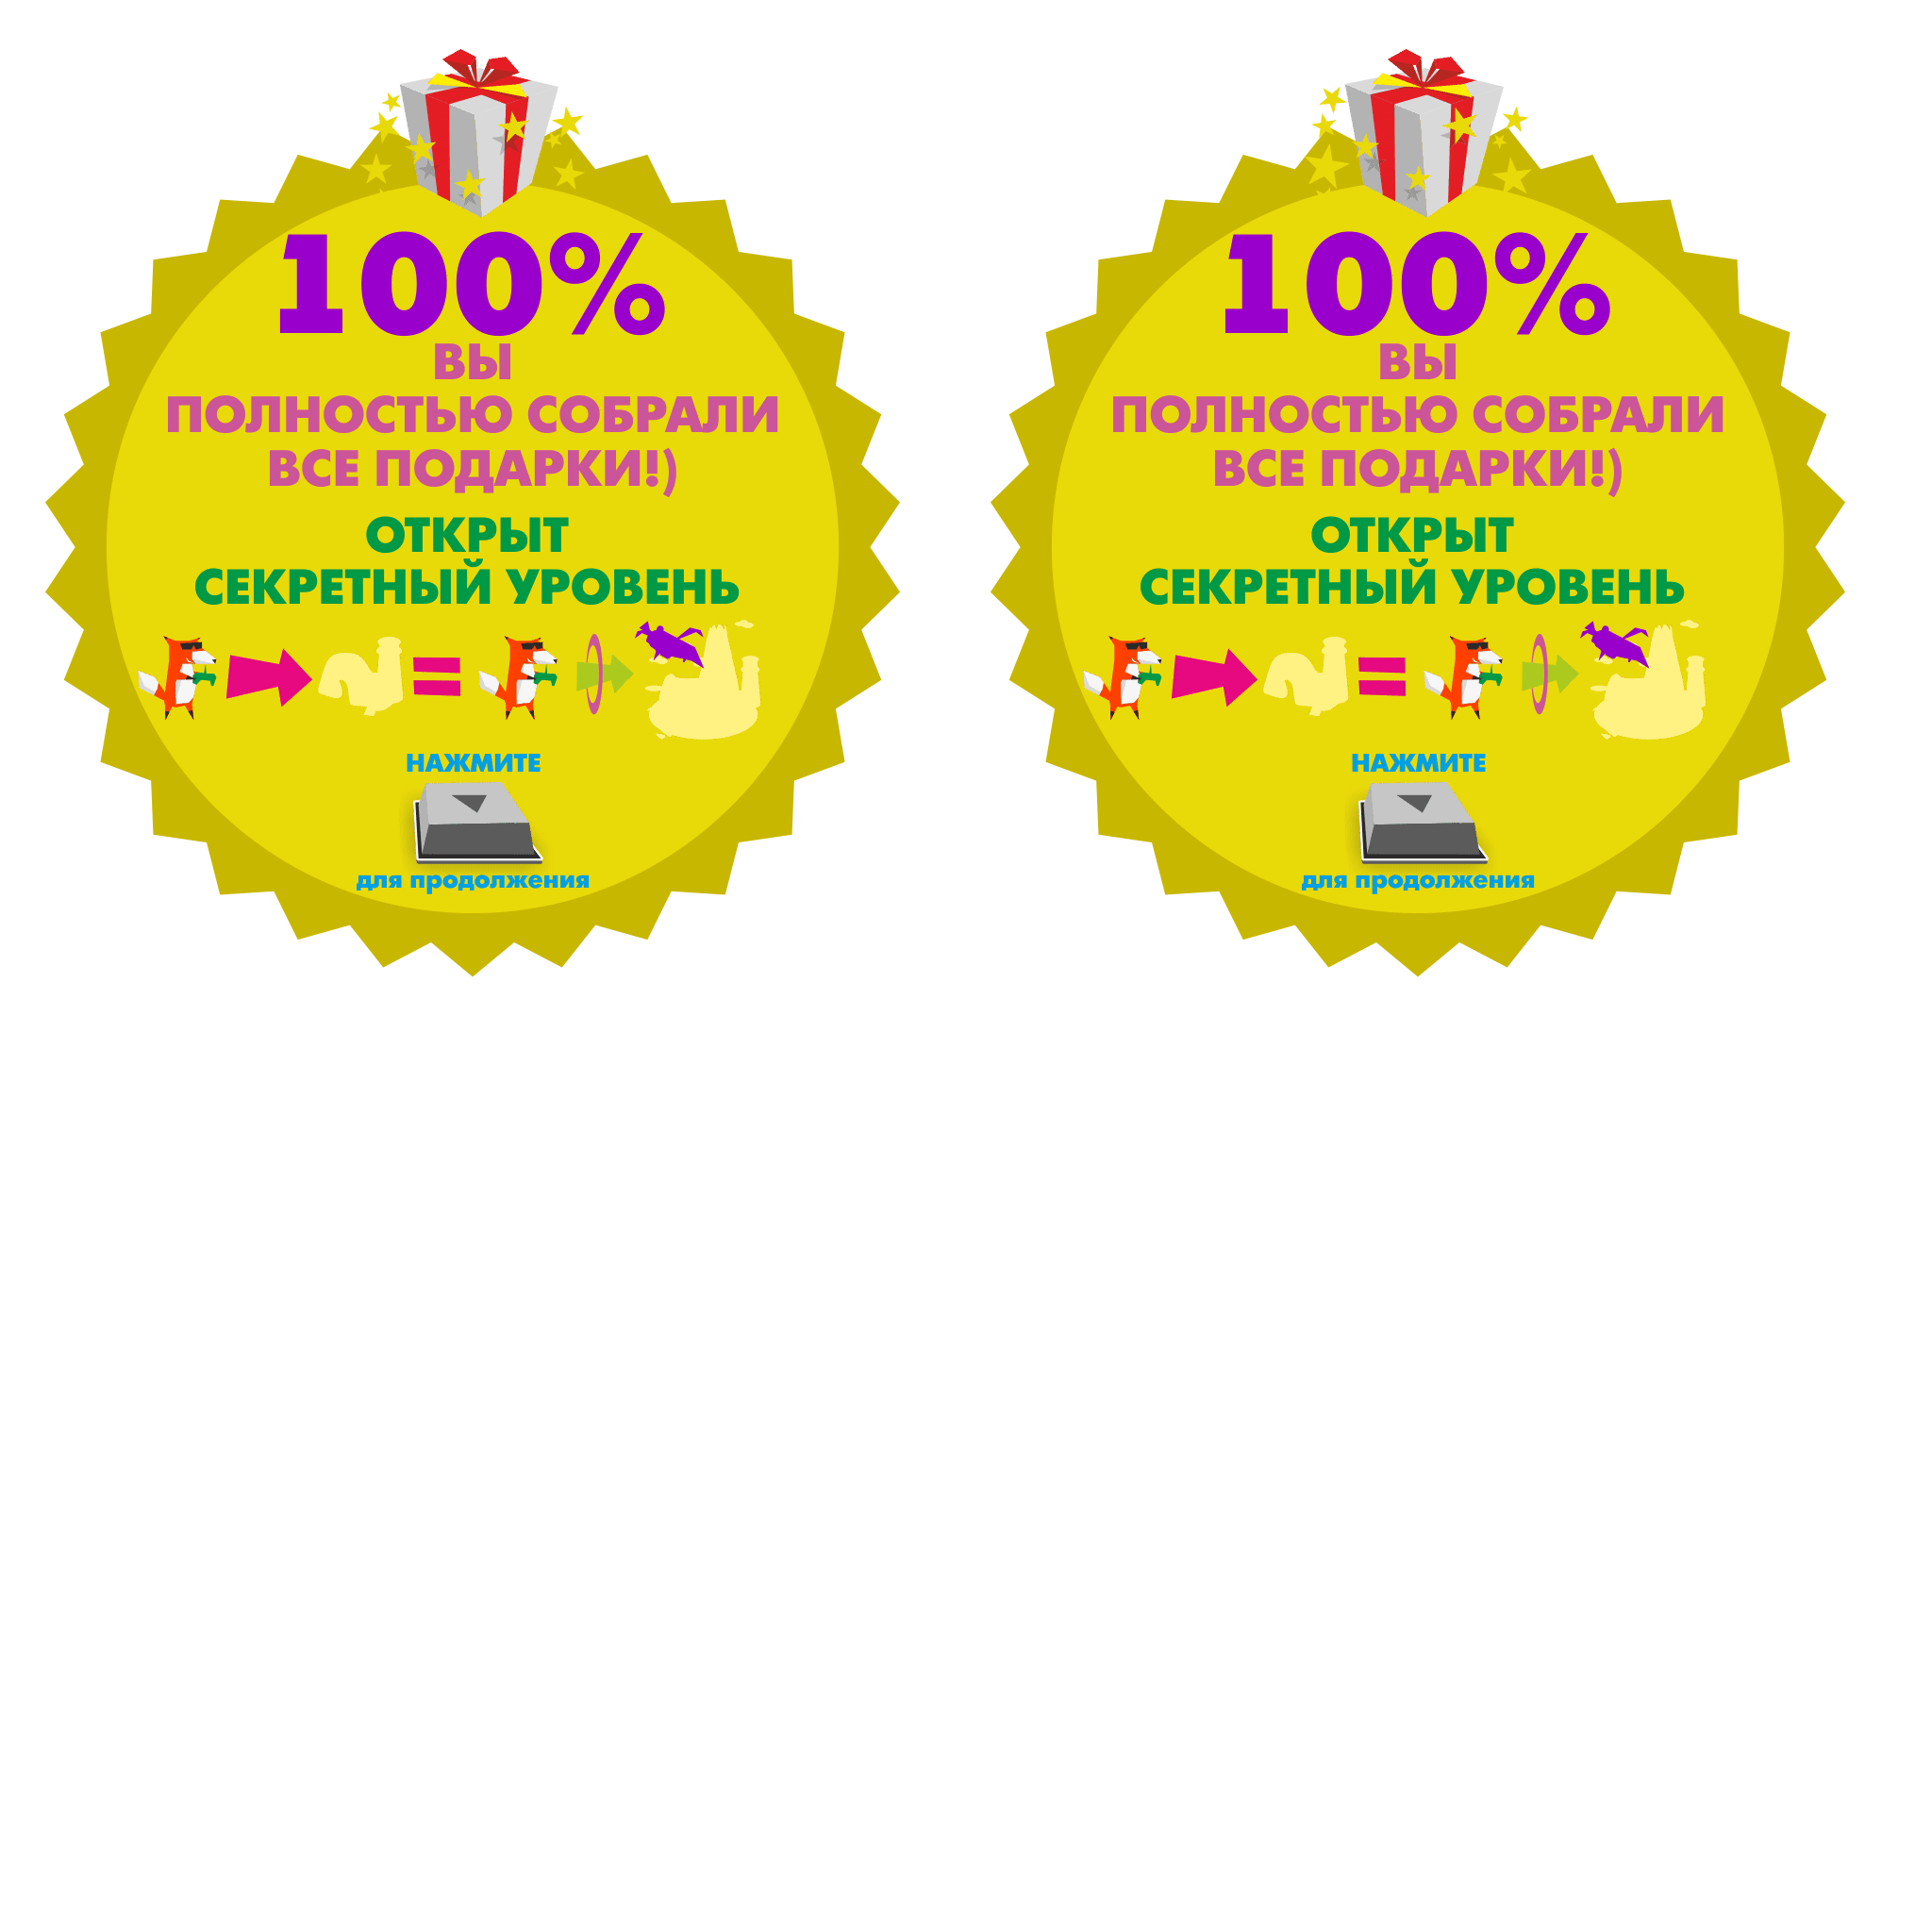 100%
ВЫ
ПОЛНОСТЬЮ СОБРАЛИ
ВСЕ ПОДАРКИ!)
ОТКРЫТ
СЕКРЕТНЫЙ УРОВЕНЬ
НАЖМИТЕ
для продолжения
100%
ВЫ
ПОЛНОСТЬЮ СОБРАЛИ
ВСЕ ПОДАРКИ!)
ОТКРЫТ
СЕКРЕТНЫЙ УРОВЕНЬ
НАЖМИТЕ
для продолжения